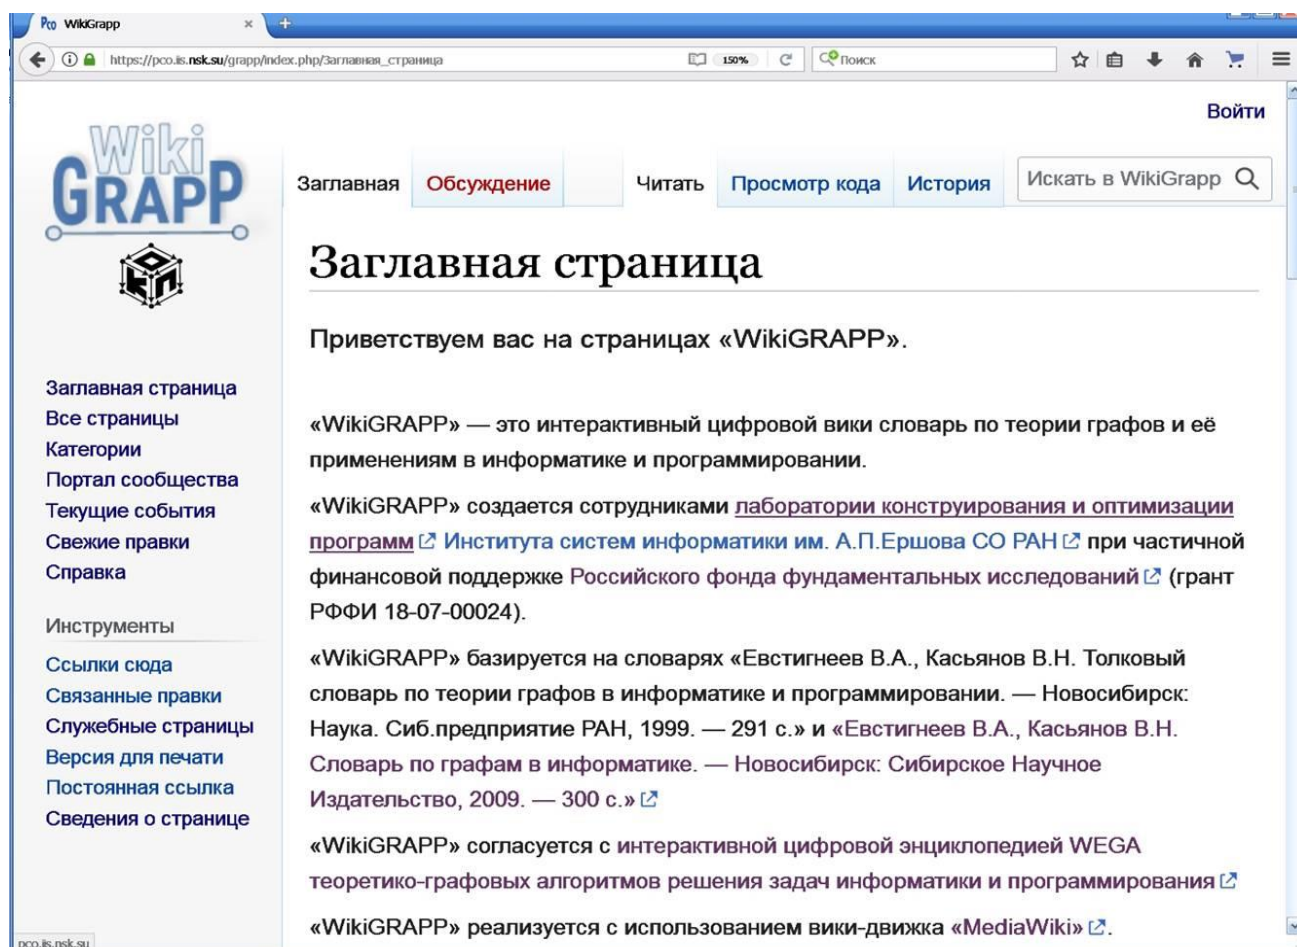 Pco WikiGrapp × +
https://pco.iis.nsk.su/grapp/index.php/Заглавная_страница 150% Поиск
Войти
Wiki
GRAPP
Заглавная Обсуждение Читать Просмотр кода История Искать в WikiGrapp
Заглавная страница
Приветствуем вас на страницах «WikiGRAPP».
Заглавная страница
Все страницы
Категории
Портал сообщества
Текущие события
Свежие правки
Справка
Инструменты
Ссылки сюда
Связанные правки
Служебные страницы
Версия для печати
Постоянная ссылка
Сведения о странице
«WikiGRAPP» — это интерактивный цифровой вики словарь по теории графов и её
применениям в информатике и программировании.
«WikiGRAPP» создается сотрудниками лаборатории конструирования и оптимизации
программ Института систем информатики им. А.П.Ершова СО РАН при частичной
финансовой поддержке Российского фонда фундаментальных исследований (грант
РФФИ 18-07-00024).
«WikiGRAPP» базируется на словарях «Евстигнеев В.А., Касьянов В.Н. Толковый
словарь по теории графов в информатике и программировании. — Новосибирск:
Наука. Сиб.предприятие РАН, 1999. — 291 с.» и «Евстигнеев В.А., Касьянов В.Н.
Словарь по графам в информатике. — Новосибирск: Сибирское Научное
Издательство, 2009. — 300 с.»
«WikiGRAPP» согласуется с интерактивной цифровой энциклопедией WEGA
теоретико-графовых алгоритмов решения задач информатики и программирования
«WikiGRAPP» реализуется с использованием вики-движка «MediaWiki».
pco.iis.nsk.su